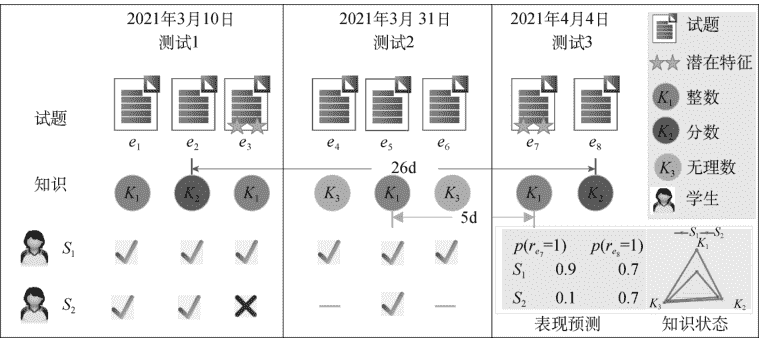 2021年3月10日
测试1
2021年3月 31日
测试2
2021年4月4日
测试3
试题
潜在特征
K₁ 整数
K₂ 分数
K₃ 无理数
学生
试题
e₁ e₂ e₃ e₄ e₅ e₆ e₇ e₈
26d
知识
K₁ K₂ K₁ K₃ K₁ K₃ K₁ K₂
5d
S₁
S₂
p(rₑ₇=1) p(rₑ₈=1)
S₁ 0.9 0.7
S₂ 0.1 0.7
表现预测
S₁ S₂
K₁
K₃ K₂
知识状态